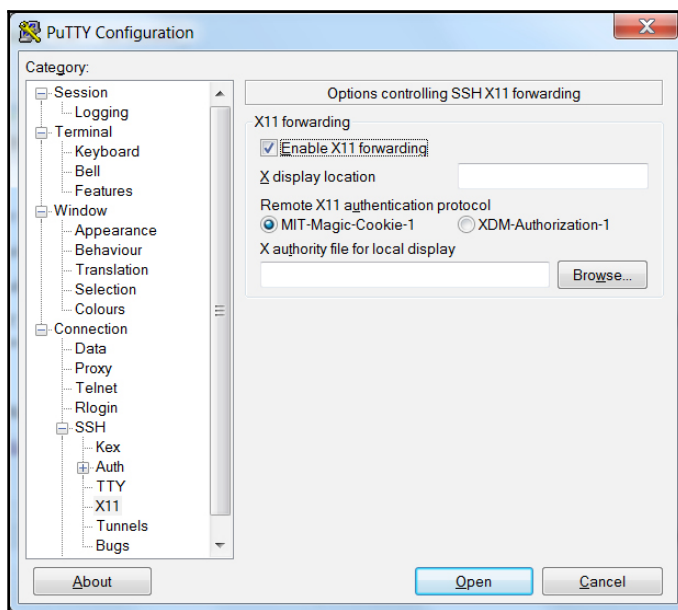 PuTTY Configuration
Category:
Session
Logging
Terminal
Keyboard
Bell
Features
Window
Appearance
Behaviour
Translation
Selection
Colours
Connection
Data
Proxy
Telnet
Rlogin
SSH
Kex
Auth
TTY
X11
Tunnels
Bugs
Options controlling SSH X11 forwarding
X11 forwarding
Enable X11 forwarding
X display location
Remote X11 authentication protocol
MIT-Magic-Cookie-1 XDM-Authorization-1
X authority file for local display
Browse...
About Open Cancel